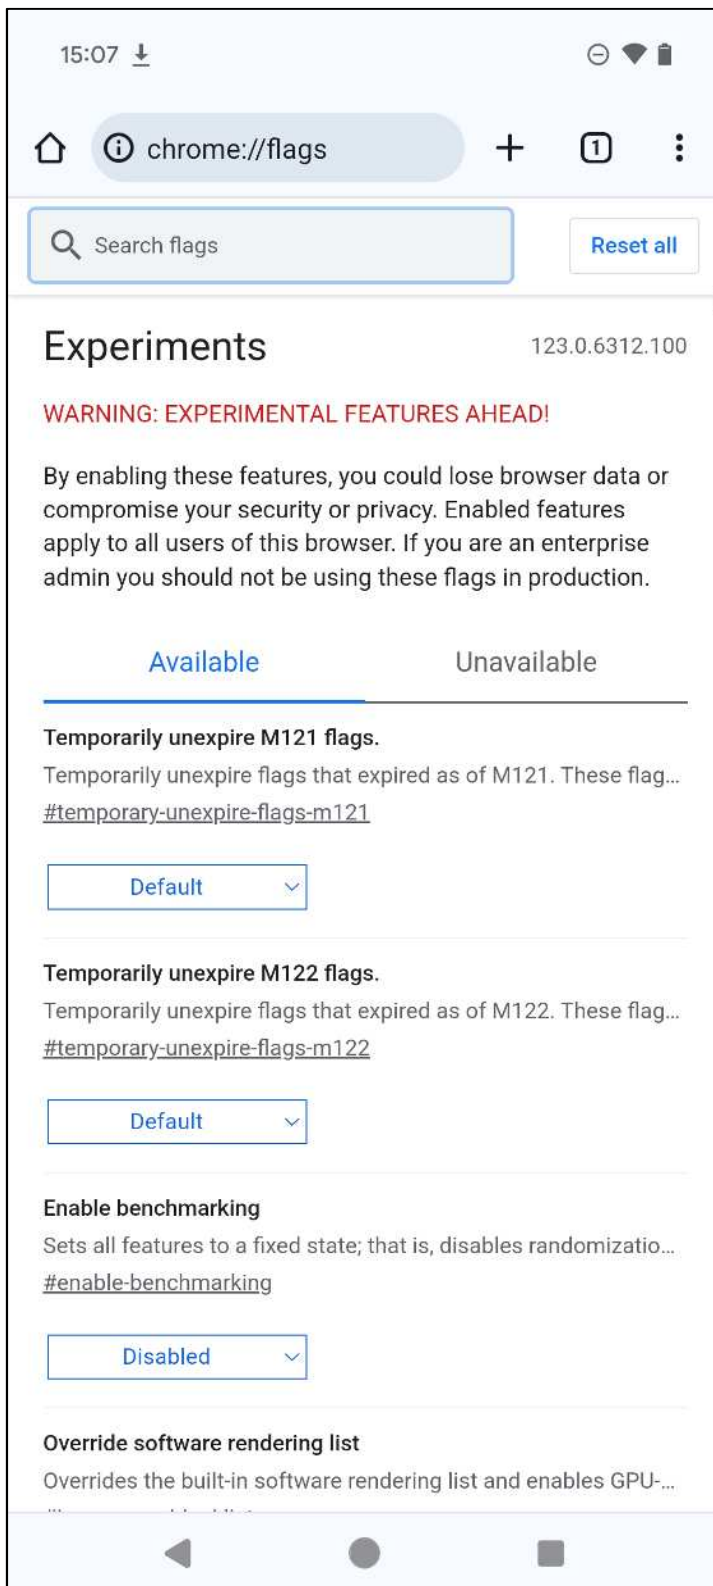 15:07
chrome://flags
1
Search flags
Reset all
Experiments
123.0.6312.100
WARNING: EXPERIMENTAL FEATURES AHEAD!
By enabling these features, you could lose browser data or
compromise your security or privacy. Enabled features
apply to all users of this browser. If you are an enterprise
admin you should not be using these flags in production.
Available
Unavailable
Temporarily unexpire M121 flags.
Temporarily unexpire flags that expired as of M121. These flag...
#temporary-unexpire-flags-m121
Default
Temporarily unexpire M122 flags.
Temporarily unexpire flags that expired as of M122. These flag...
#temporary-unexpire-flags-m122
Default
Enable benchmarking
Sets all features to a fixed state; that is, disables randomizatio...
#enable-benchmarking
Disabled
Override software rendering list
Overrides the built-in software rendering list and enables GPU-...